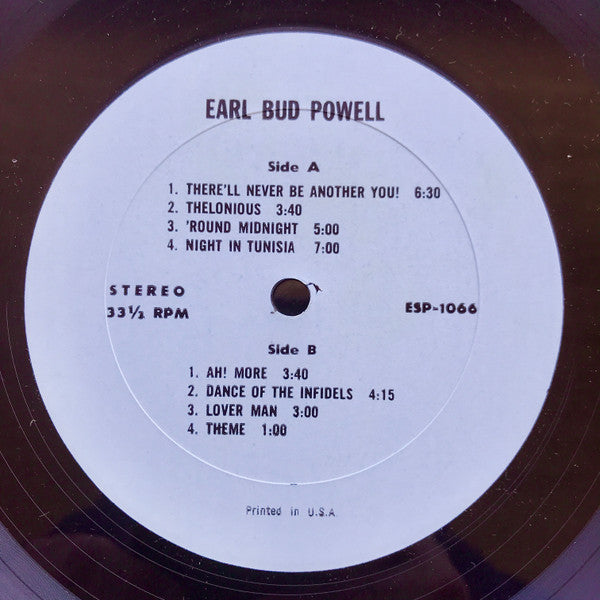 EARL BUD POWELL
Side A
1. THERE'LL NEVER BE ANOTHER YOU! 6:30
2. THELONIOUS 3:40
3. 'ROUND MIDNIGHT 5:00
4. NIGHT IN TUNISIA 7:00
STEREO
33⅓ RPM
ESP-1066
Side B
1. AH! MORE 3:40
2. DANCE OF THE INFIDELS 4:15
3. LOVER MAN 3:00
4. THEME 1:00
Printed in U.S.A.